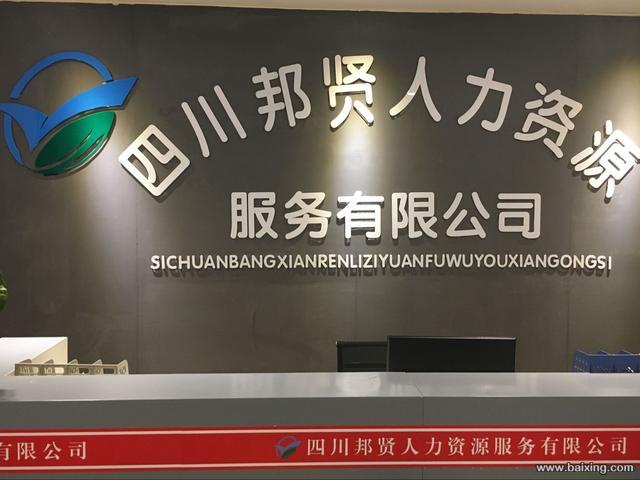 四川邦贤人力资源
服务有限公司
SICHUANBANGXIANRENLIZIYUANFUWUYOUXIANGONGSI
有限公司 四川邦贤人力资源服务有限公司
www.baixing.com